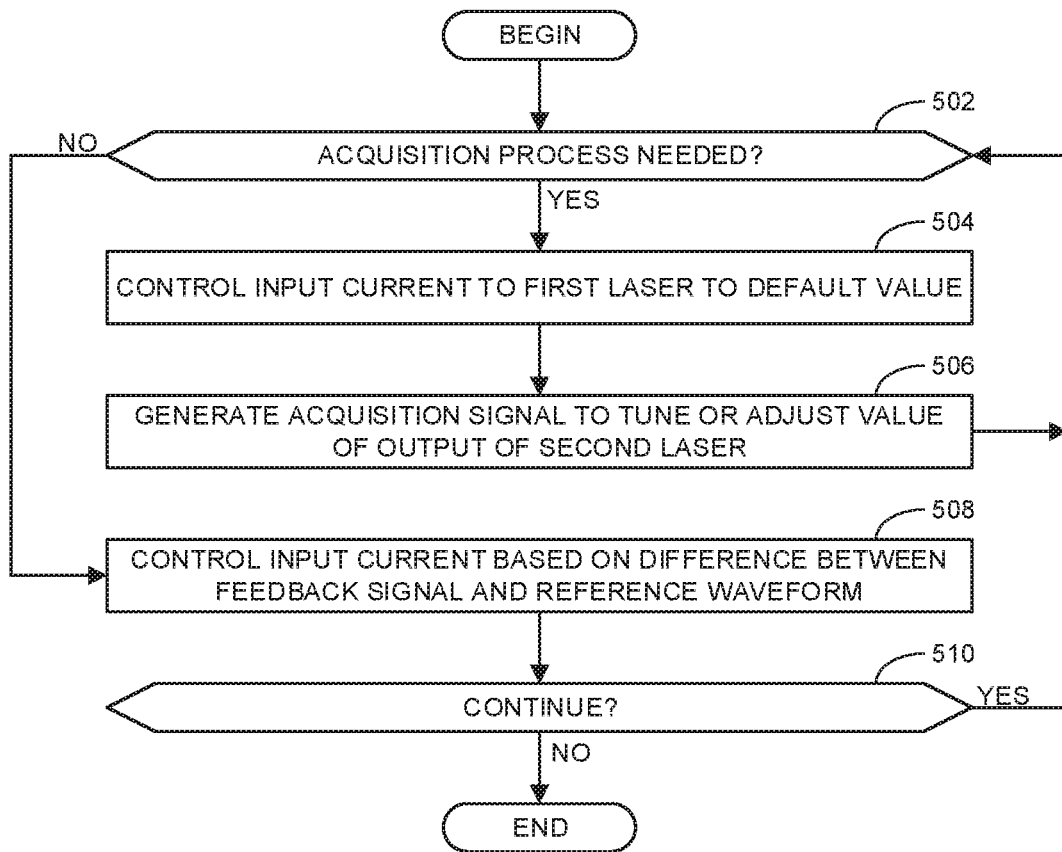 BEGIN
502
NO
ACQUISITION PROCESS NEEDED?
YES
504
CONTROL INPUT CURRENT TO FIRST LASER TO DEFAULT VALUE
506
GENERATE ACQUISITION SIGNAL TO TUNE OR ADJUST VALUE
OF OUTPUT OF SECOND LASER
508
CONTROL INPUT CURRENT BASED ON DIFFERENCE BETWEEN
FEEDBACK SIGNAL AND REFERENCE WAVEFORM
510
CONTINUE?
YES
NO
END